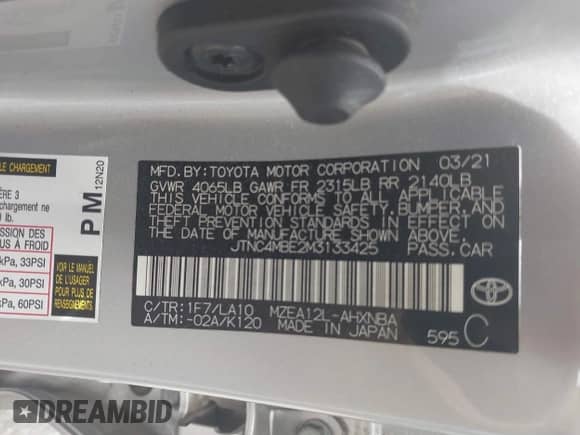 MFD.BY:TOYOTA MOTOR CORPORATION 03/21
GVWR 4065LB GAWR FR 2315LB RR 2140LB
THIS VEHICLE CONFORMS TO ALL APPLICABLE
FEDERAL MOTOR VEHICLE SAFETY, BUMPER, AND
THEFT PREVENTION STANDARDS IN EFFECT ON
THE DATE OF MANUFACTURE SHOWN ABOVE.
JTNC4MBE2M3133425 PASS.CAR
C/TR:1F7/LA10 MZEA12L-AHXNBA
A/TM:-02A/K120 MADE IN JAPAN 595 C
TOYOTA
PM 12N20
LE CHARGEMENT
ÈRE 3
chargement ne
lb.
SSION DES
US À FROID
kPa, 33PSI
kPa, 30PSI
kPa, 60PSI
VOIR LE MANUEL
DE L'USAGER
POUR PLUS DE
RENSEIGNEMENTS
DREAMBID